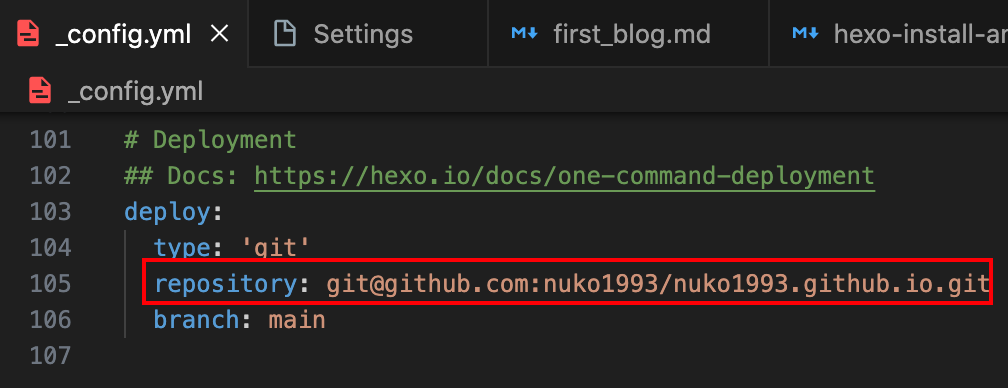 _config.yml Settings first_blog.md hexo-install-ar
_config.yml
101 # Deployment
102 ## Docs: https://hexo.io/docs/one-command-deployment
103 deploy:
104 type: 'git'
105 repository: git@github.com:nuko1993/nuko1993.github.io.git
106 branch: main
107